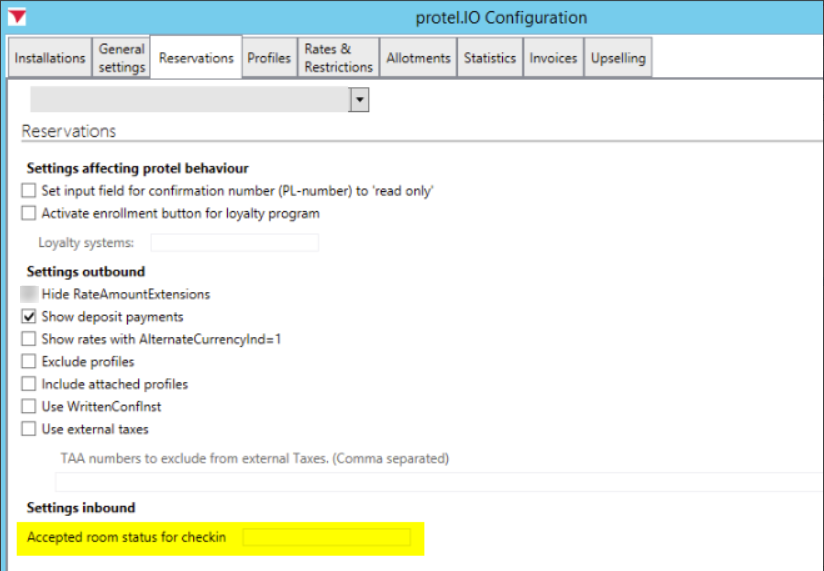 protel.IO Configuration
Installations
General
settings
Reservations
Profiles
Rates &
Restrictions
Allotments
Statistics
Invoices
Upselling
Reservations
Settings affecting protel behaviour
Set input field for confirmation number (PL-number) to 'read only'
Activate enrollment button for loyalty program
Loyalty systems:
Settings outbound
Hide RateAmountExtensions
Show deposit payments
Show rates with AlternateCurrencyInd=1
Exclude profiles
Include attached profiles
Use WrittenConfInst
Use external taxes
TAA numbers to exclude from external Taxes. (Comma separated)
Settings inbound
Accepted room status for checkin